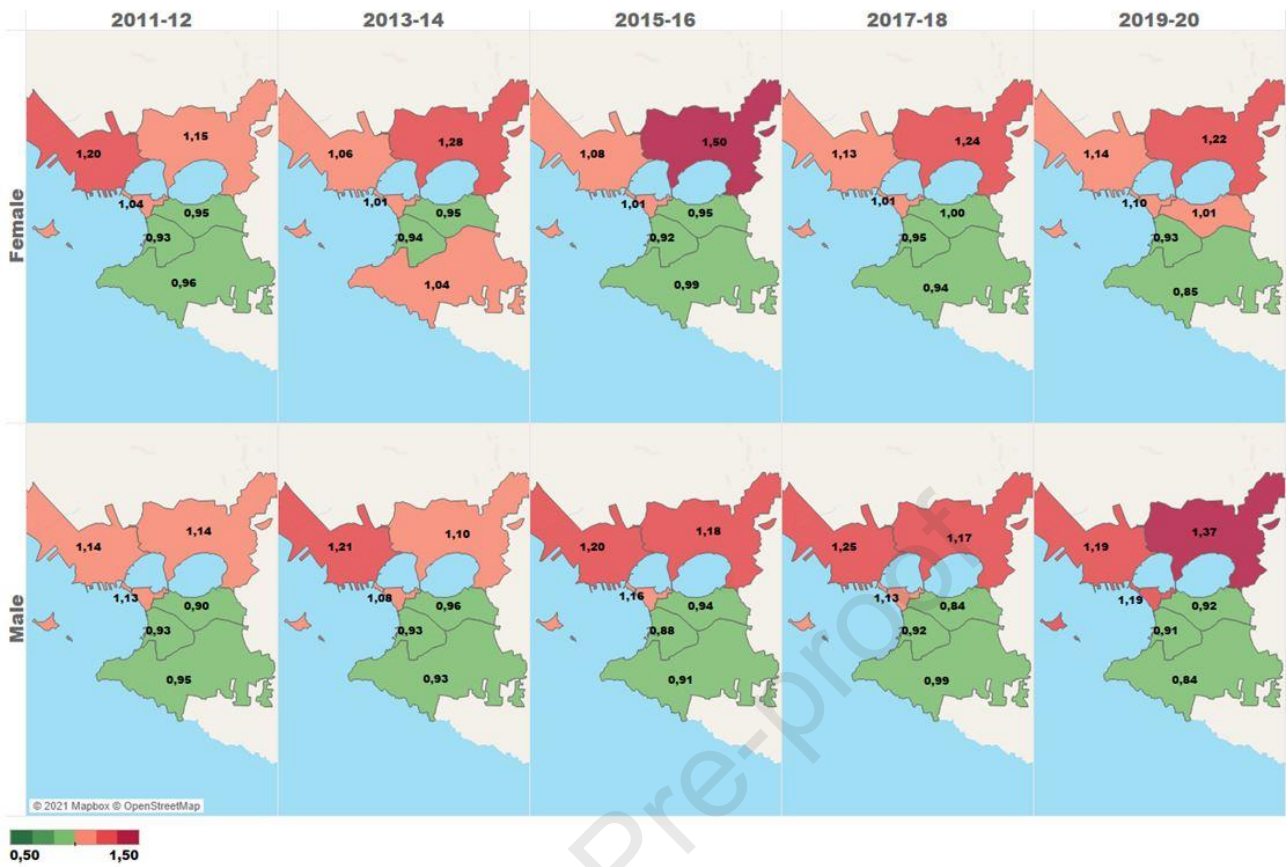 2011-12 2013-14 2015-16 2017-18 2019-20
Female
1,20 1,15 1,04 0,95 0,93 0,96
1,06 1,28 1,01 0,95 0,94 1,04
1,08 1,50 1,01 0,95 0,92 0,99
1,13 1,24 1,01 1,00 0,95 0,94
1,14 1,22 1,10 1,01 0,93 0,85
Male
1,14 1,14 1,13 0,90 0,93 0,95
1,21 1,10 1,08 0,96 0,93 0,93
1,20 1,18 1,16 0,94 0,88 0,91
1,25 1,17 1,13 0,84 0,92 0,99
1,19 1,37 1,19 0,92 0,91 0,84
© 2021 Mapbox © OpenStreetMap
0,50 1,50
Pre-proof